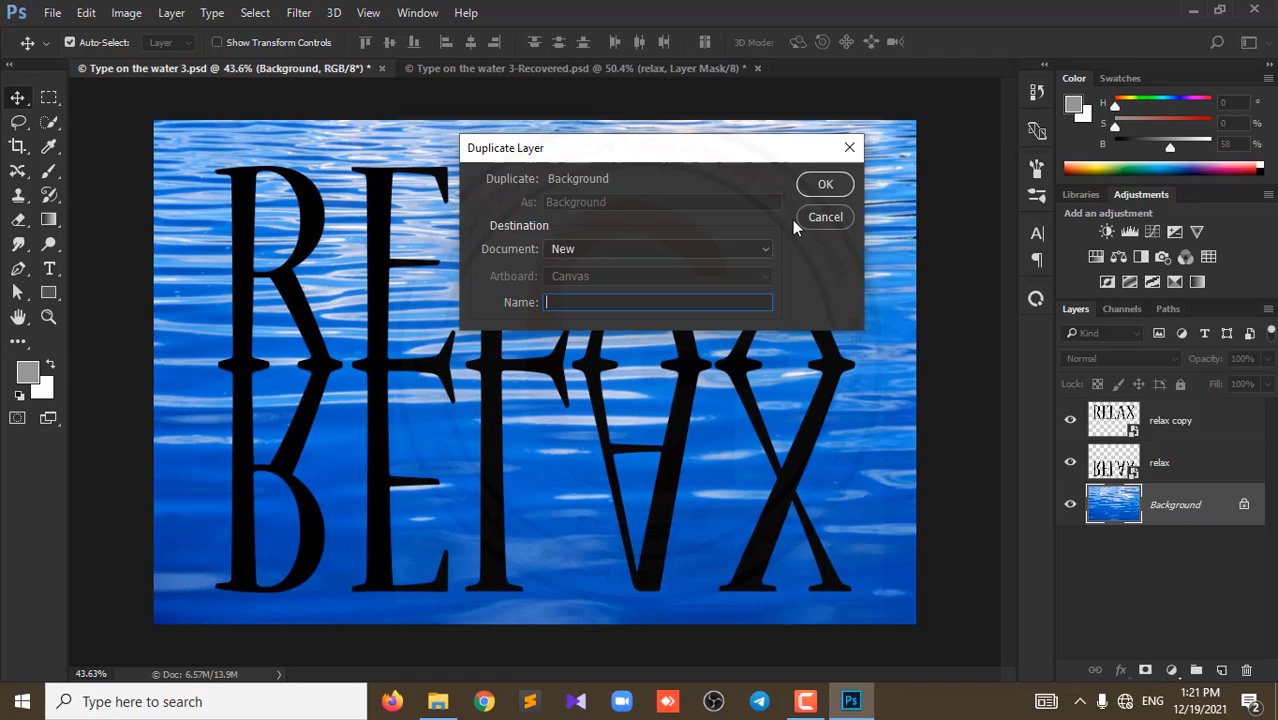 Ps File Edit Image Layer Type Select Filter 3D View Window Help
Auto-Select: Layer Show Transform Controls 3D Mode:
© Type on the water 3.psd @ 43.6% (Background, RGB/8*) * × © Type on the water 3-Recovered.psd @ 50.4% (relax, Layer Mask/8) * ×
Color Swatches
H 0 °
S 0 %
B 58 %
Duplicate Layer
Duplicate: Background
OK
As: Background
Cancel
Destination
Document: New
Artboard: Canvas
Name:
RELAX
RELAX
Libraries Adjustments
Add an adjustment
Layers Channels Paths
Kind
Normal Opacity: 100%
Lock: Fill: 100%
RELAX relax copy
RELAX relax
Background
43.63% © Doc: 6.57M/13.9M
Type here to search
Ps
ENG
1:21 PM
12/19/2021
2